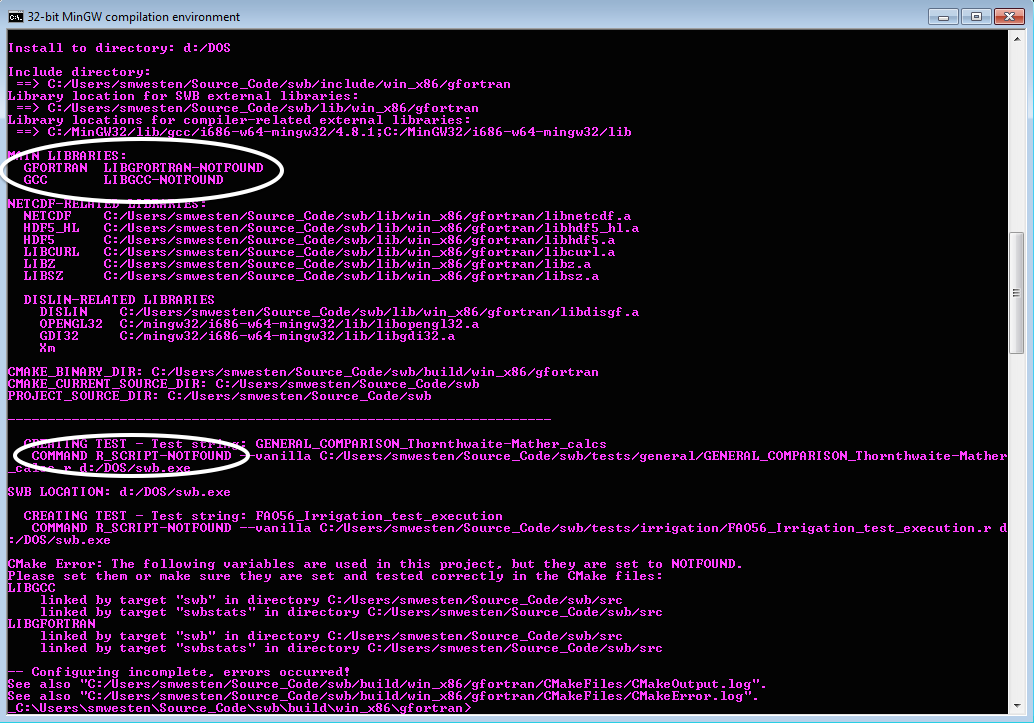 32-bit MinGW compilation environment
Install to directory: d:/DOS
Include directory:
==> C:/Users/smwesten/Source_Code/swb/include/win_x86/gfortran
Library location for SWB external libraries:
==> C:/Users/smwesten/Source_Code/swb/lib/win_x86/gfortran
Library locations for compiler-related external libraries:
==> C:/MinGW32/lib/gcc/i686-w64-mingw32/4.8.1;C:/MinGW32/i686-w64-mingw32/lib
MAIN LIBRARIES:
GFORTRAN LIBGFORTRAN-NOTFOUND
GCC LIBGCC-NOTFOUND
NETCDF-RELATED LIBRARIES:
NETCDF C:/Users/smwesten/Source_Code/swb/lib/win_x86/gfortran/libnetcdf.a
HDF5_HL C:/Users/smwesten/Source_Code/swb/lib/win_x86/gfortran/libhdf5_hl.a
HDF5 C:/Users/smwesten/Source_Code/swb/lib/win_x86/gfortran/libhdf5.a
LIBCURL C:/Users/smwesten/Source_Code/swb/lib/win_x86/gfortran/libcurl.a
LIBZ C:/Users/smwesten/Source_Code/swb/lib/win_x86/gfortran/libz.a
LIBSZ C:/Users/smwesten/Source_Code/swb/lib/win_x86/gfortran/libsz.a
DISLIN-RELATED LIBRARIES
DISLIN C:/Users/smwesten/Source_Code/swb/lib/win_x86/gfortran/libdisgf.a
OPENGL32 C:/mingw32/i686-w64-mingw32/lib/libopengl32.a
GDI32 C:/mingw32/i686-w64-mingw32/lib/libgdi32.a
Xm
CMAKE_BINARY_DIR: C:/Users/smwesten/Source_Code/swb/build/win_x86/gfortran
CMAKE_CURRENT_SOURCE_DIR: C:/Users/smwesten/Source_Code/swb
PROJECT_SOURCE_DIR: C:/Users/smwesten/Source_Code/swb
--------------------------------------------------------------------
CREATING TEST - Test string: GENERAL_COMPARISON_Thornthwaite-Mather_calcs
COMMAND R_SCRIPT-NOTFOUND --vanilla C:/Users/smwesten/Source_Code/swb/tests/general/GENERAL_COMPARISON_Thornthwaite-Mather
_calcs.r d:/DOS/swb.exe
SWB LOCATION: d:/DOS/swb.exe
CREATING TEST - Test string: FAO56_Irrigation_test_execution
COMMAND R_SCRIPT-NOTFOUND --vanilla C:/Users/smwesten/Source_Code/swb/tests/irrigation/FAO56_Irrigation_test_execution.r d
:/DOS/swb.exe
CMake Error: The following variables are used in this project, but they are set to NOTFOUND.
Please set them or make sure they are set and tested correctly in the CMake files:
LIBGCC
linked by target "swb" in directory C:/Users/smwesten/Source_Code/swb/src
linked by target "swbstats" in directory C:/Users/smwesten/Source_Code/swb/src
LIBGFORTRAN
linked by target "swb" in directory C:/Users/smwesten/Source_Code/swb/src
linked by target "swbstats" in directory C:/Users/smwesten/Source_Code/swb/src
-- Configuring incomplete, errors occurred!
See also "C:/Users/smwesten/Source_Code/swb/build/win_x86/gfortran/CMakeFiles/CMakeOutput.log".
See also "C:/Users/smwesten/Source_Code/swb/build/win_x86/gfortran/CMakeFiles/CMakeError.log".
_C:\Users\smwesten\Source_Code\swb\build\win_x86\gfortran>